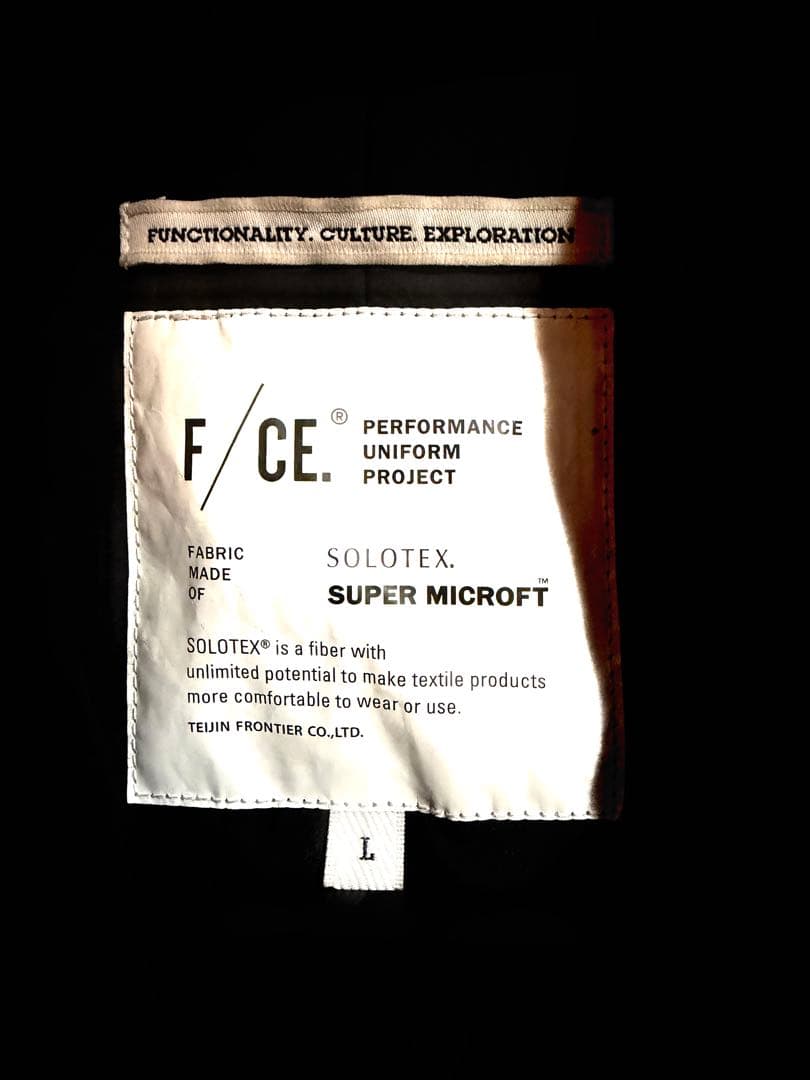 FUNCTIONALITY. CULTURE. EXPLORATION
F/CE.® PERFORMANCE
UNIFORM
PROJECT
FABRIC
MADE
OF
SOLOTEX.
SUPER MICROFT™
SOLOTEX® is a fiber with
unlimited potential to make textile products
more comfortable to wear or use.
TEIJIN FRONTIER CO.,LTD.
L